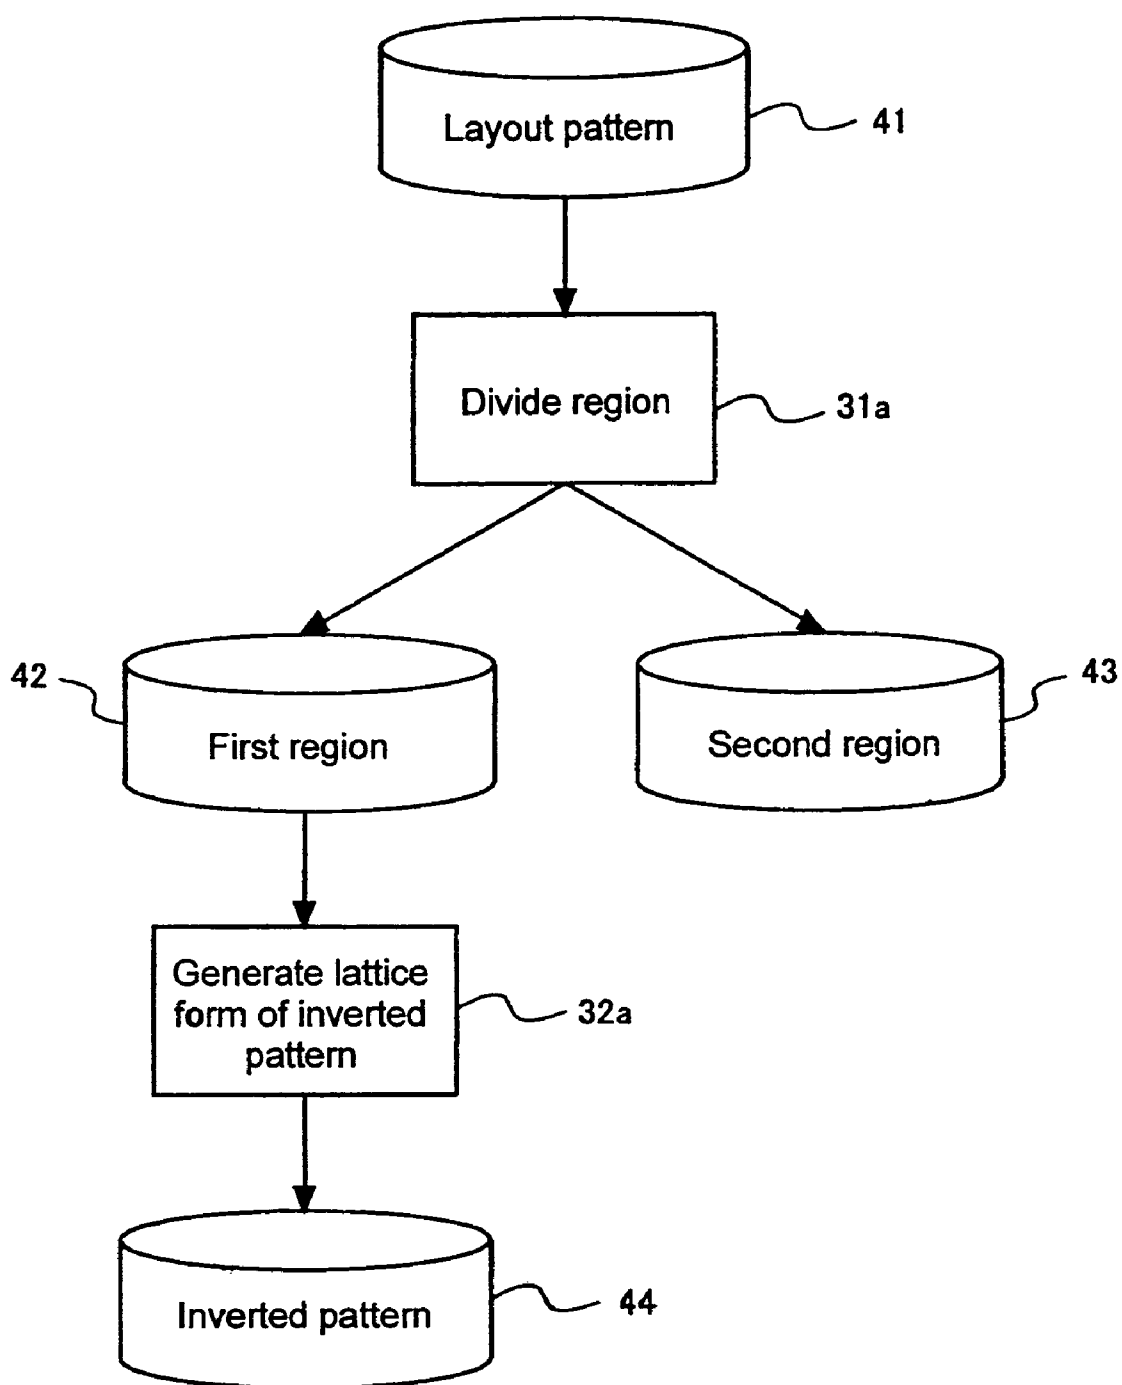 Layout pattern
41
Divide region
31a
42
First region
43
Second region
Generate lattice
form of inverted
pattern
32a
Inverted pattern
44